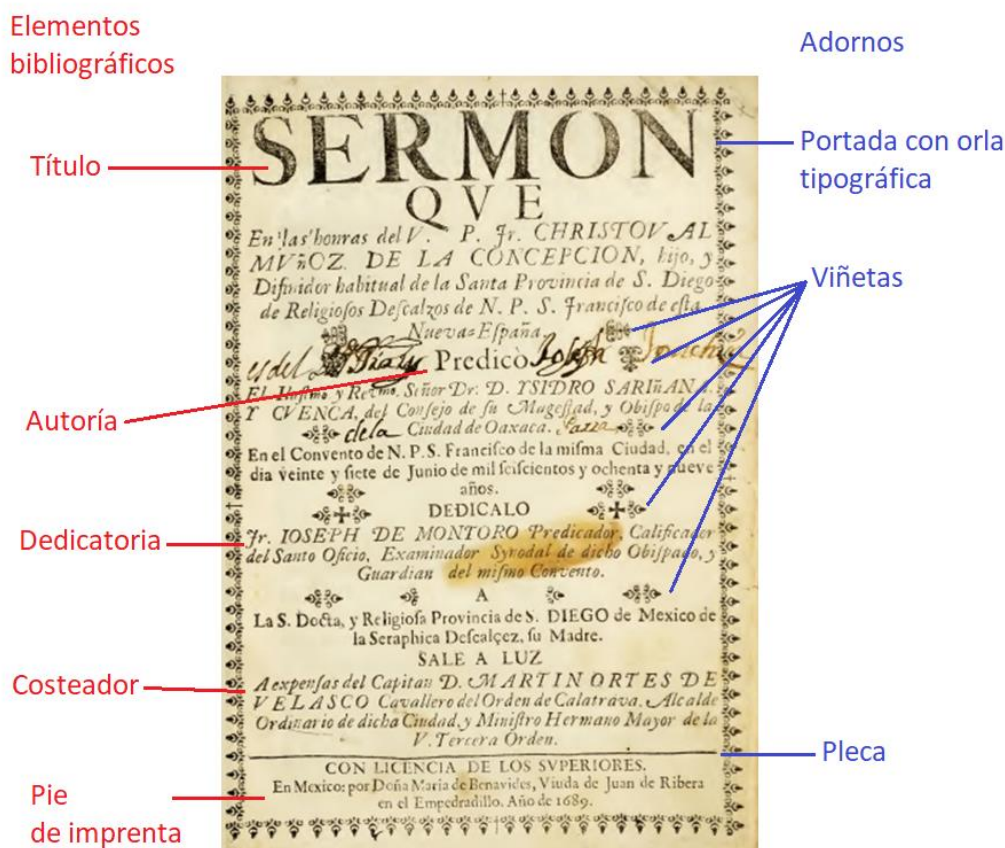 Elementos
bibliográficos
Adornos
Título
Portada con orla
tipográfica
Viñetas
Autoría
Dedicatoria
Costeador
Pleca
Pie
de imprenta
SERMON
QVE
En las honras del V. P. Fr. CHRISTOVAL
MVñOZ. DE LA CONCEPCION, hijo, y
Difinidor habitual de la Santa Provincia de S. Diego
de Religiosos Descalzos de N. P. S. Francisco de esta
Nueva=España
es del Predico Joseph Sanchez
El Illustmo y Revmo. Señor Dr. D. YSIDRO SARIñANA.
Y CVENCA, del Consejo de su Magestad, y Obispo de la
de la Ciudad de Oaxaca.
En el Convento de N. P. S. Francisco de la misma Ciudad, en el
dia veinte y siete de Junio de mil seiscientos y ochenta y nueve
años.
DEDICALO
Fr. IOSEPH DE MONTORO Predicador, Calificador
del Santo Oficio, Examinador Synodal de dicho Obispado, y
Guardian del mismo Convento.
A
La S. Docta, y Religiosa Provincia de S. DIEGO de Mexico de
la Seraphica Descalçez, su Madre.
SALE A LUZ
A expensas del Capitan D. MARTIN ORTES DE
VELASCO Cavallero del Orden de Calatrava, Alcalde
Ordinario de dicha Ciudad, y Ministro Hermano Mayor de la
V. Tercera Orden.
CON LICENCIA DE LOS SVPERIORES.
En Mexico: por Doña Maria de Benavides, Viuda de Juan de Ribera
en el Empedradillo. Año de 1689.